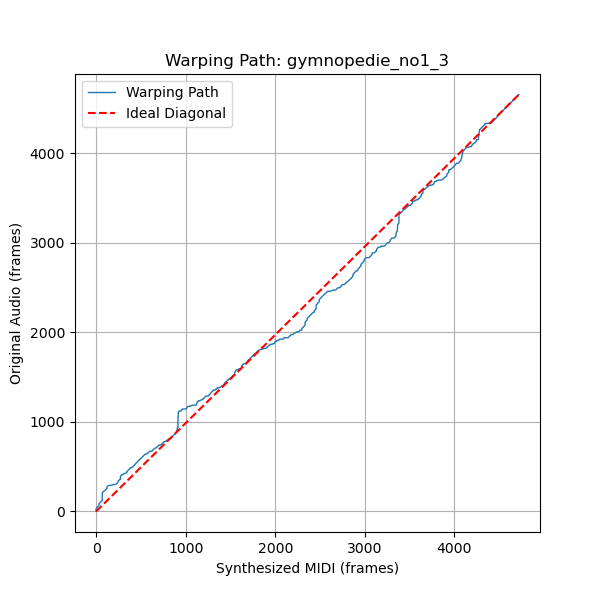 Warping Path: gymnopedie_no1_3
Warping Path
Ideal Diagonal
4000
3000
2000
1000
0
Original Audio (frames)
0 1000 2000 3000 4000
Synthesized MIDI (frames)